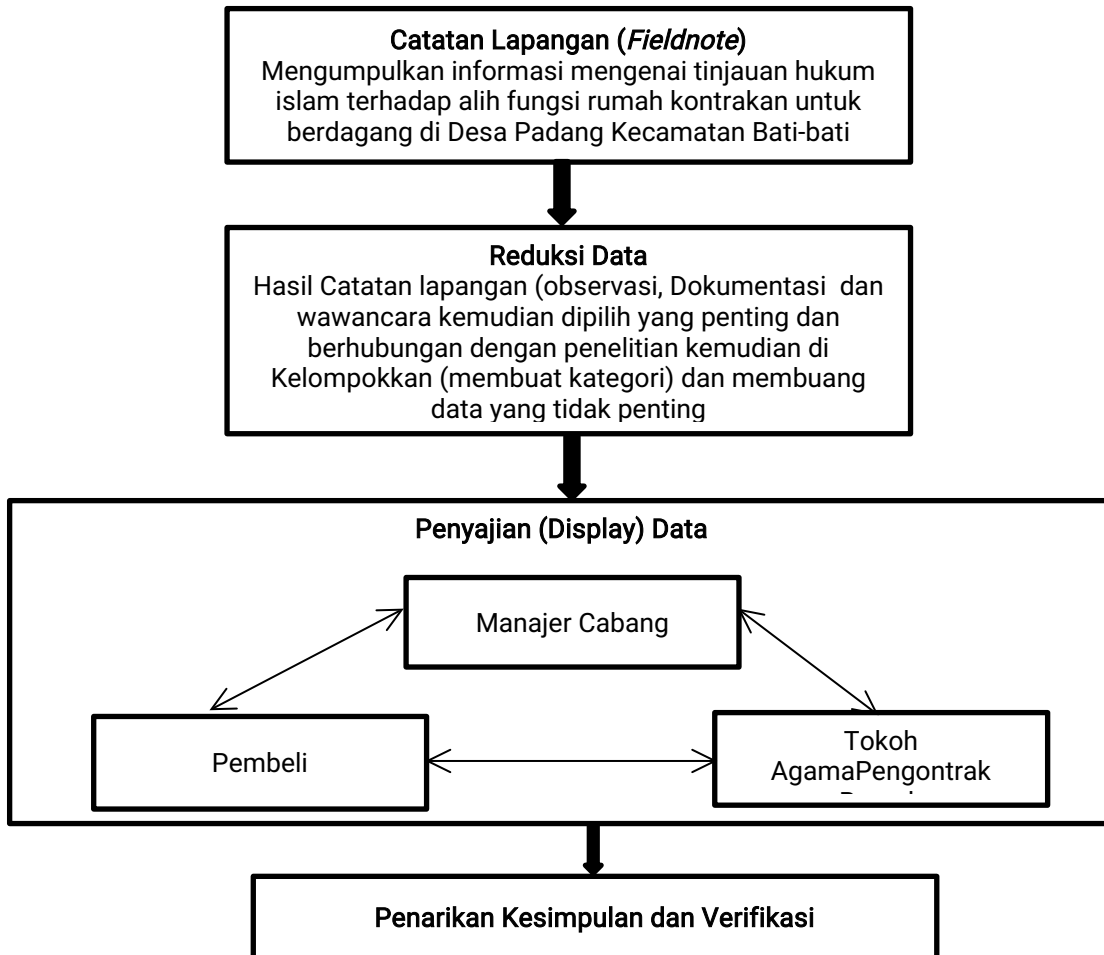 Catatan Lapangan (Fieldnote)
Mengumpulkan informasi mengenai tinjauan hukum
islam terhadap alih fungsi rumah kontrakan untuk
berdagang di Desa Padang Kecamatan Bati-bati
Reduksi Data
Hasil Catatan lapangan (observasi, Dokumentasi  dan
wawancara kemudian dipilih yang penting dan
berhubungan dengan penelitian kemudian di
Kelompokkan (membuat kategori) dan membuang
data yang tidak penting
Penyajian (Display) Data
Manajer Cabang
Pembeli
Tokoh
AgamaPengontrak
Penarikan Kesimpulan dan Verifikasi